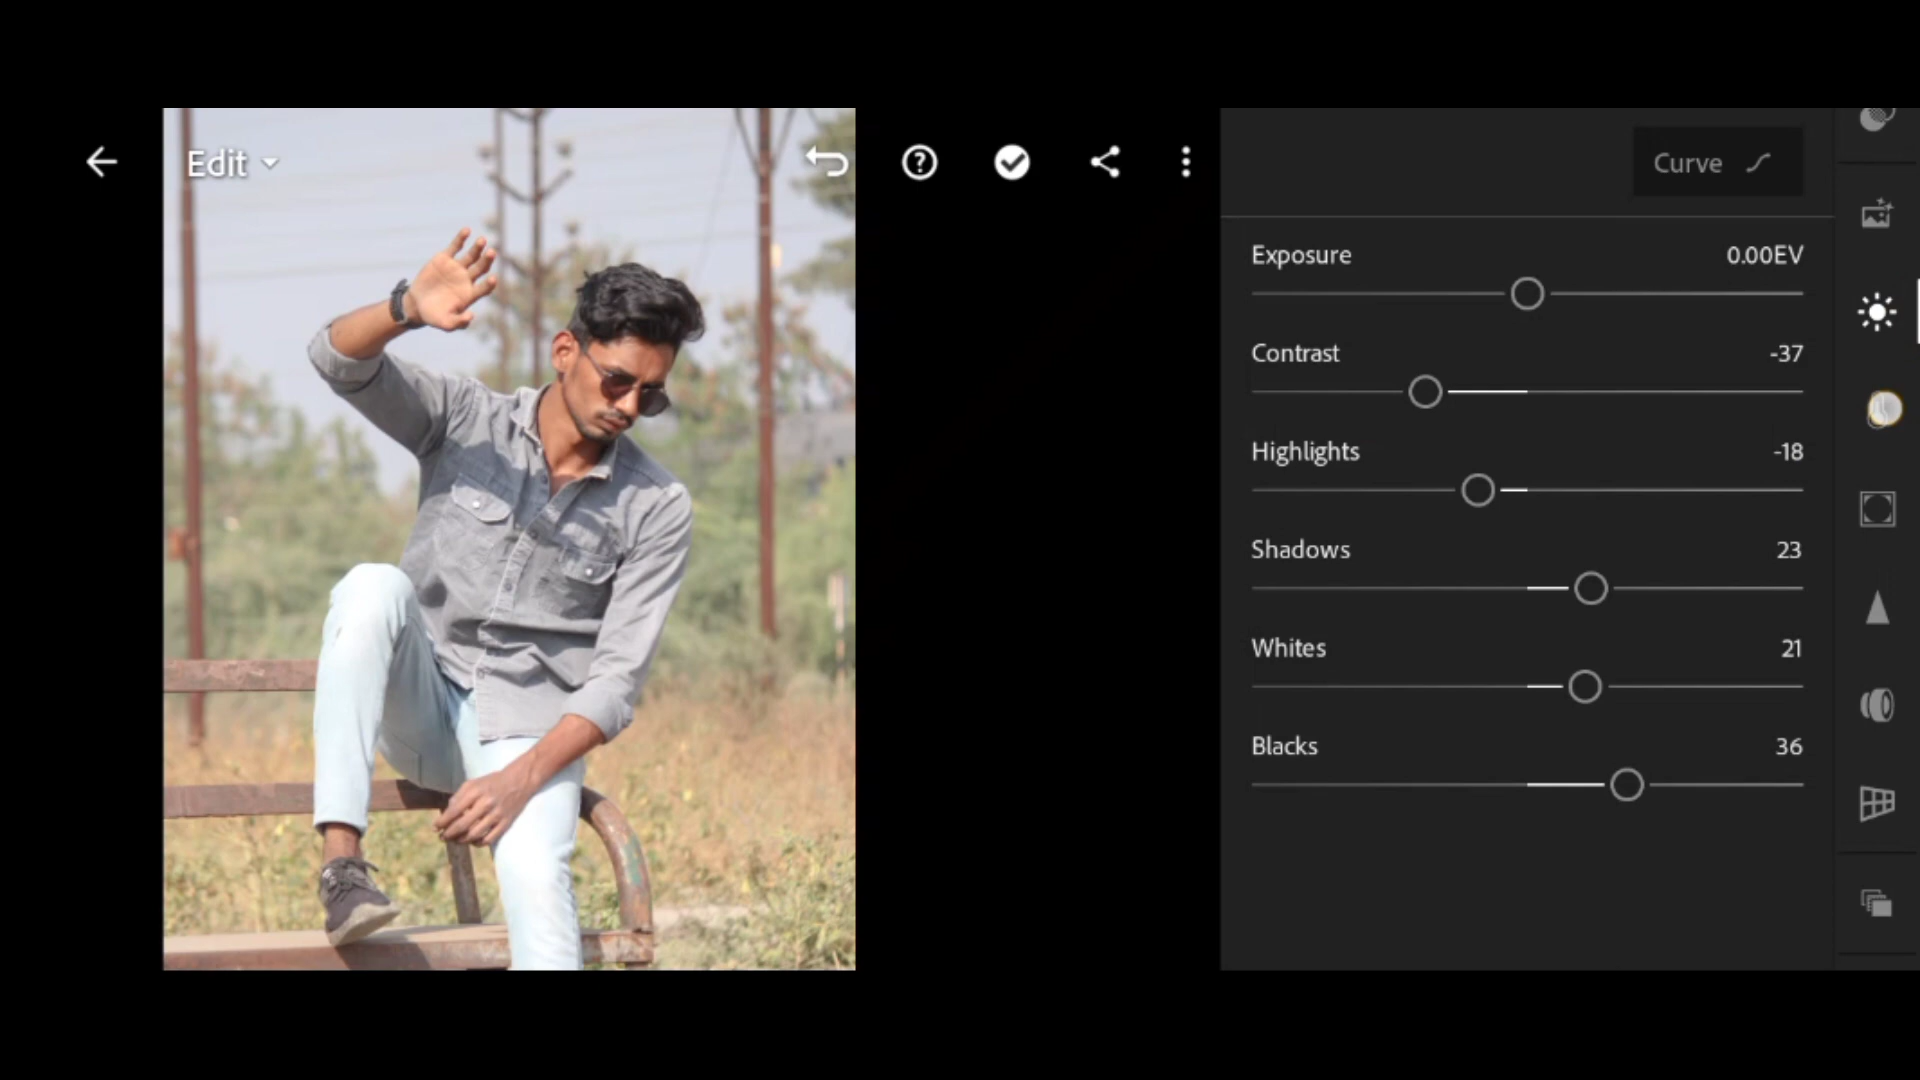 Edit
Curve
Exposure 0.00EV
Contrast -37
Highlights -18
Shadows 23
Whites 21
Blacks 36